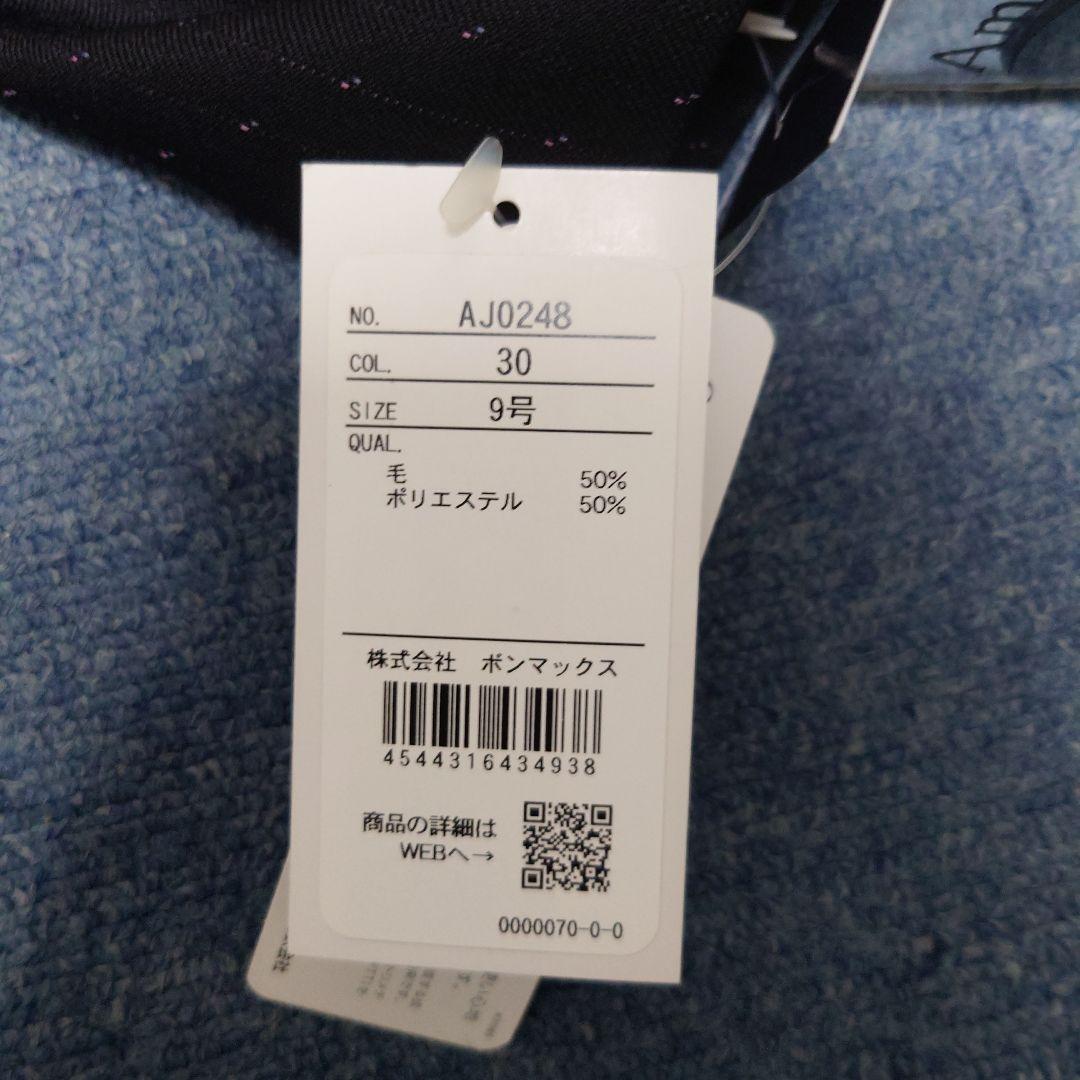 Am
NO. AJ0248
COL. 30
SIZE 9号
QUAL.
毛 50%
ポリエステル 50%
株式会社 ボンマックス
4544316434938
商品の詳細は
WEBへ→
0000070-0-0